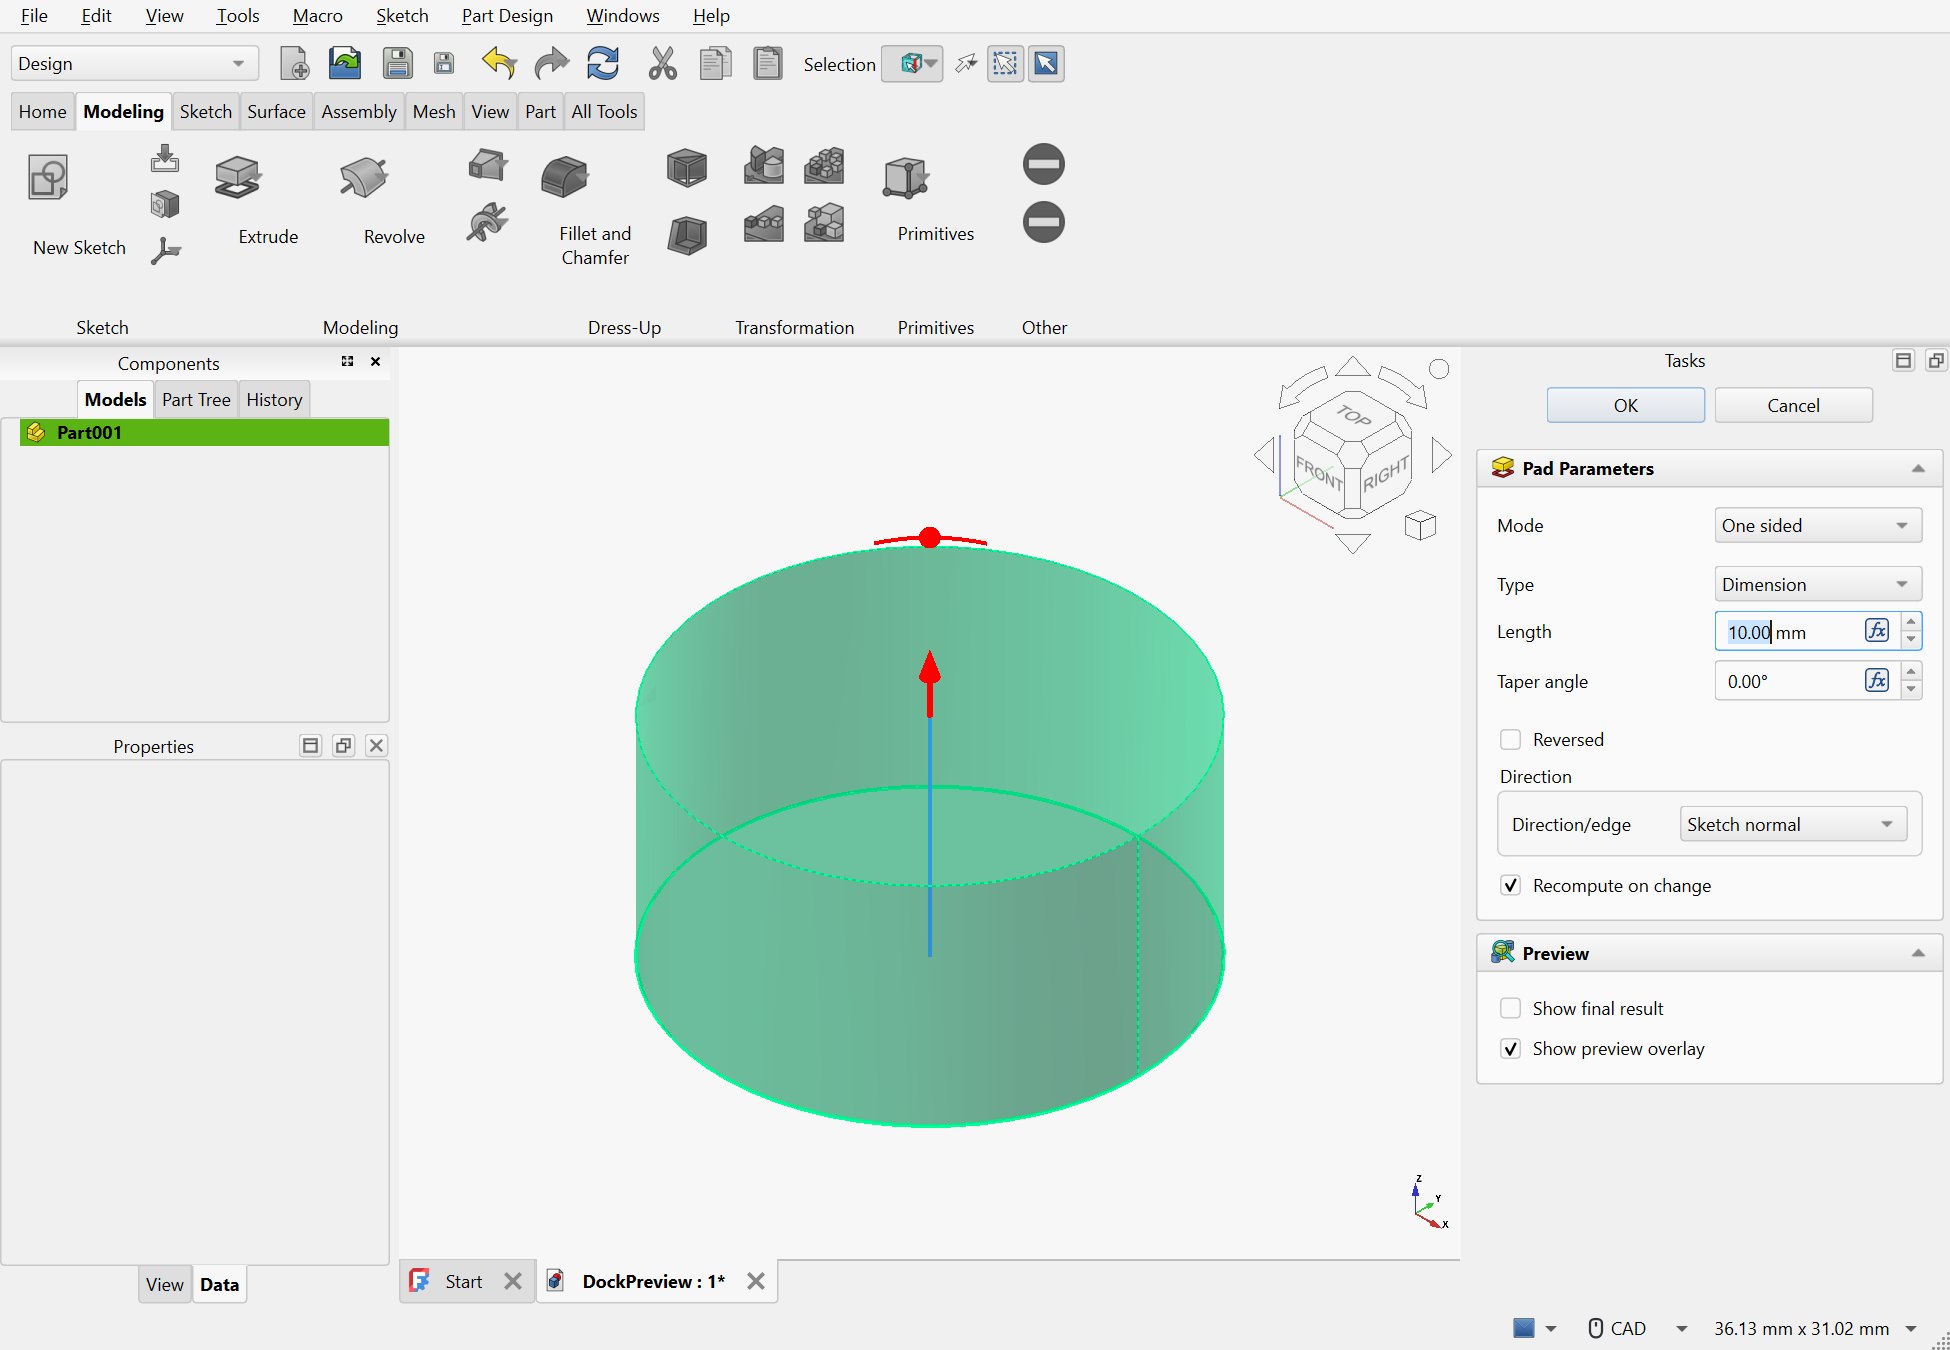 File Edit View Tools Macro Sketch Part Design Windows Help
Design Selection
Home Modeling Sketch Surface Assembly Mesh View Part All Tools
New Sketch
Extrude
Revolve
Fillet and
Chamfer
Primitives
Sketch Modeling Dress-Up Transformation Primitives Other
Components
Models Part Tree History
Part001
Properties
View Data
TOP
FRONT
RIGHT
Z
Y
X
Start DockPreview : 1*
Tasks
OK Cancel
Pad Parameters
Mode One sided
Type Dimension
Length 10.00 mm fx
Taper angle 0.00° fx
Reversed
Direction
Direction/edge Sketch normal
Recompute on change
Preview
Show final result
Show preview overlay
CAD 36.13 mm x 31.02 mm